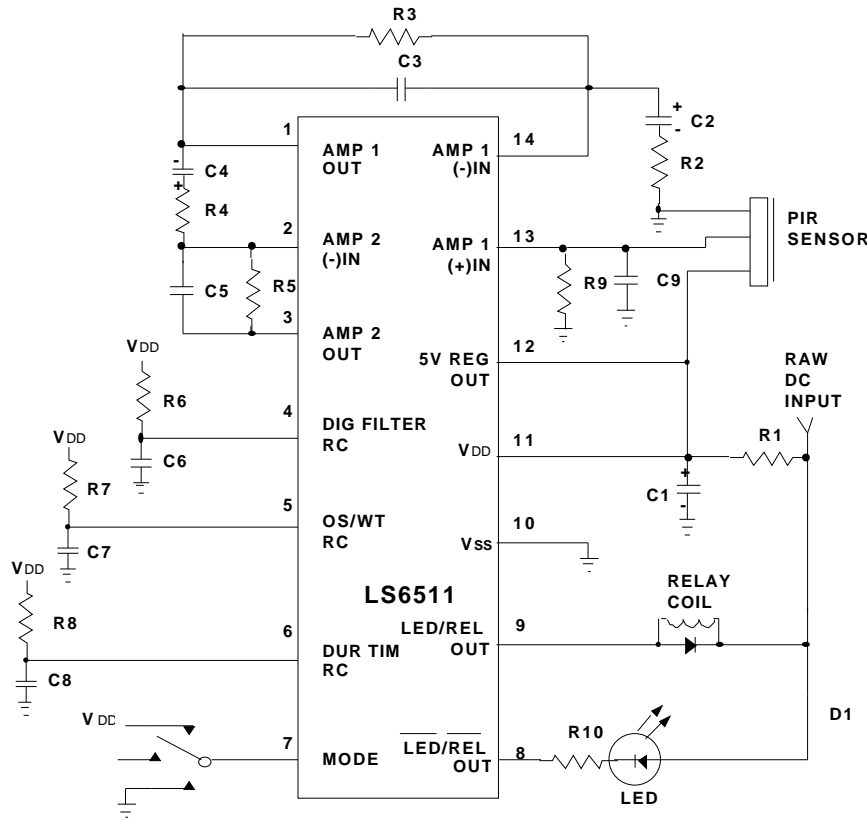 R3
C3
1
14
AMP 1
OUT
AMP 1
(-)IN
+
C2
-
R2
-
C4
+
R4
2
AMP 2
(-)IN
13
AMP 1
(+)IN
PIR
SENSOR
C5
R5
R9
C9
3
AMP 2
OUT
12
5V REG
OUT
RAW
DC
INPUT
VDD
R6
4
DIG FILTER
RC
C6
11
VDD
R1
+
C1
-
VDD
R7
5
OS/WT
RC
C7
10
VSS
VDD
R8
LS6511
RELAY
COIL
6
DUR TIM
RC
C8
9
LED/REL
OUT
D1
VDD
7
MODE
LED/REL
OUT
8
R10
LED